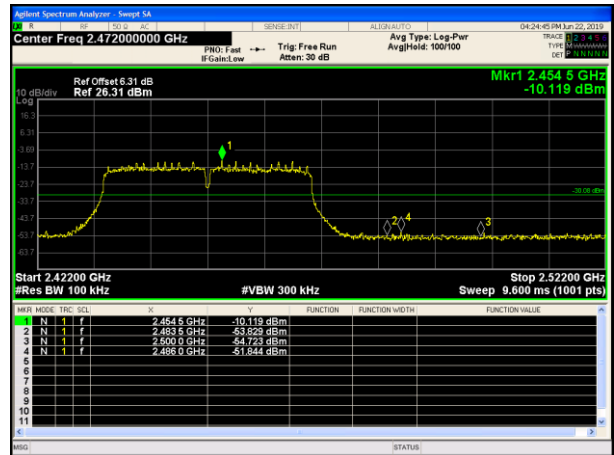 Agilent Spectrum Analyzer - Swept SA
R RF 50 Ω AC SENSE:INT ALIGN AUTO 04:24:45 PM Jun 22, 2019
Center Freq 2.472000000 GHz
PNO: Fast Trig: Free Run
IFGain:Low Atten: 30 dB
Avg Type: Log-Pwr
Avg|Hold: 100/100
TRACE 1 2 3 4 5 6
TYPE M
DET P N N N N N
Ref Offset 6.31 dB
10 dB/div Ref 26.31 dBm
Mkr1 2.454 5 GHz
-10.119 dBm
Log
16.3
6.31
-3.69
-13.7
-23.7
-33.7
-43.7
-53.7
-63.7
1
2
4
3
-30.08 dBm
Start 2.42200 GHz Stop 2.52200 GHz
#Res BW 100 kHz #VBW 300 kHz Sweep 9.600 ms (1001 pts)
MKR MODE TRC SCL X Y FUNCTION FUNCTION WIDTH FUNCTION VALUE
1 N 1 f 2.454 5 GHz -10.119 dBm
2 N 1 f 2.483 5 GHz -53.829 dBm
3 N 1 f 2.500 0 GHz -54.723 dBm
4 N 1 f 2.486 0 GHz -51.844 dBm
5
6
7
8
9
10
11
MSG STATUS